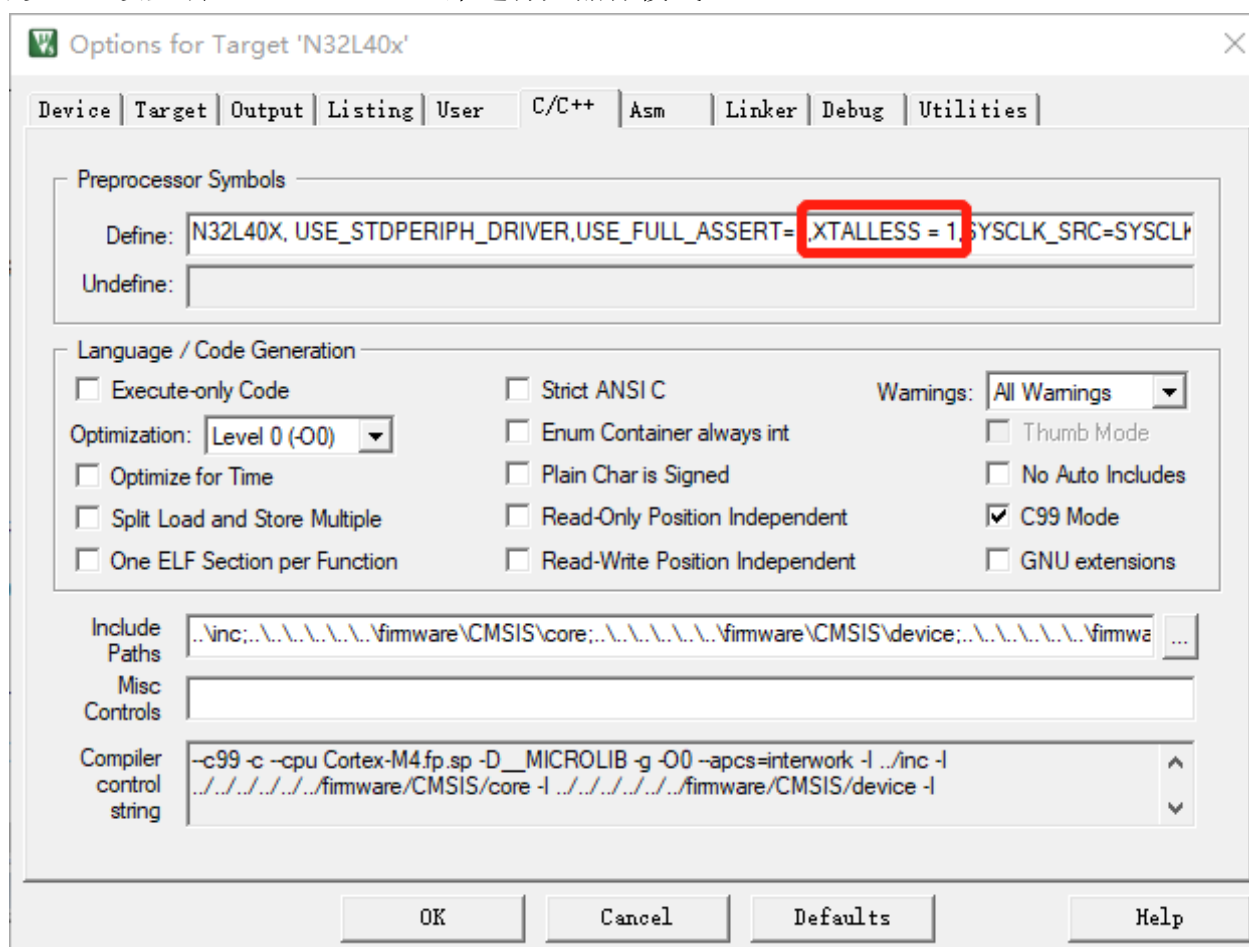 Options for Target 'N32L40x'
Device Target Output Listing User C/C++ Asm Linker Debug Utilities
Preprocessor Symbols
Define: N32L40X, USE_STDPERIPH_DRIVER,USE_FULL_ASSERT= ,XTALLESS = 1,SYSCLK_SRC=SYSCLK
Undefine:
Language / Code Generation
Execute-only Code Strict ANSI C Warnings: All Warnings
Optimization: Level 0 (-O0) Enum Container always int Thumb Mode
Optimize for Time Plain Char is Signed No Auto Includes
Split Load and Store Multiple Read-Only Position Independent C99 Mode
One ELF Section per Function Read-Write Position Independent GNU extensions
Include Paths ..\inc;..\..\..\..\..\..\firmware\CMSIS\core;..\..\..\..\..\..\firmware\CMSIS\device;..\..\..\..\..\..\firmwa ...
Misc Controls
Compiler control string --c99 -c --cpu Cortex-M4.fp.sp -D__MICROLIB -g -O0 --apcs=interwork -I ../inc -I
../../../../../../firmware/CMSIS/core -I ../../../../../../firmware/CMSIS/device -I
OK Cancel Defaults Help